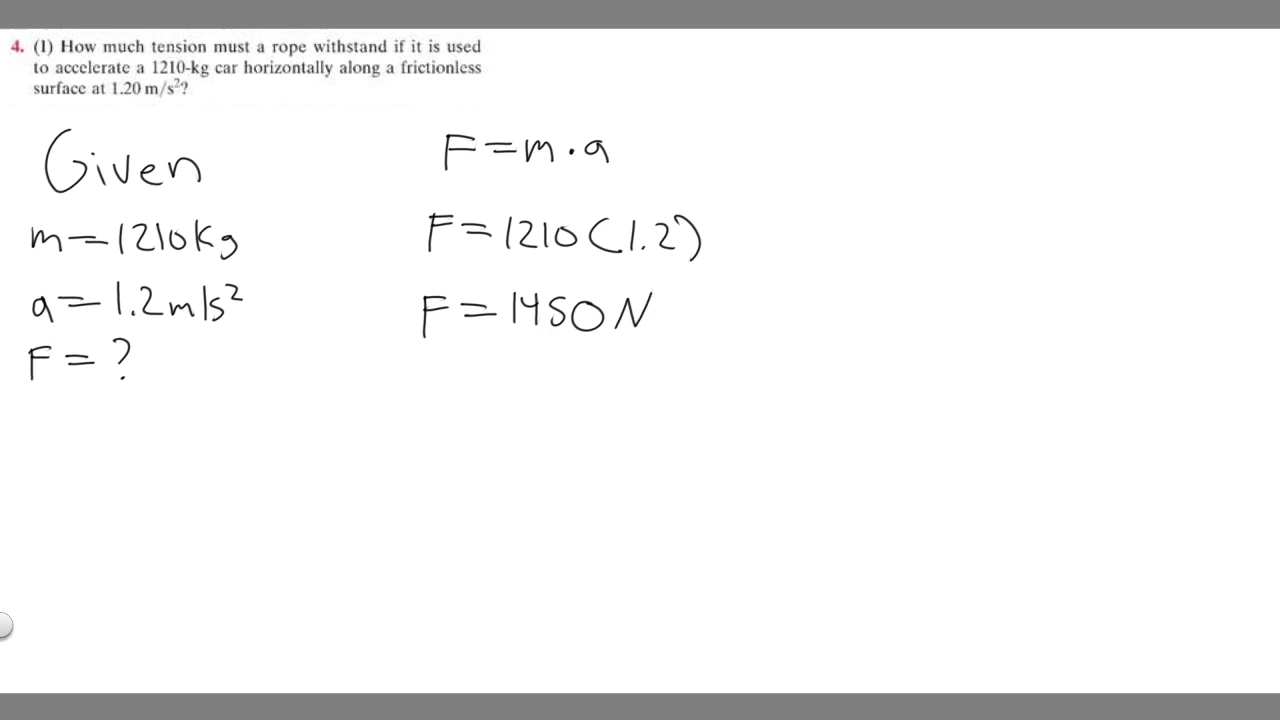 4. (I) How much tension must a rope withstand if it is used
to accelerate a 1210-kg car horizontally along a frictionless
surface at 1.20 m/s²?
Given
m=1210kg
a=1.2m/s²
F=?
F=m·a
F=1210(1.2)
F=1450N